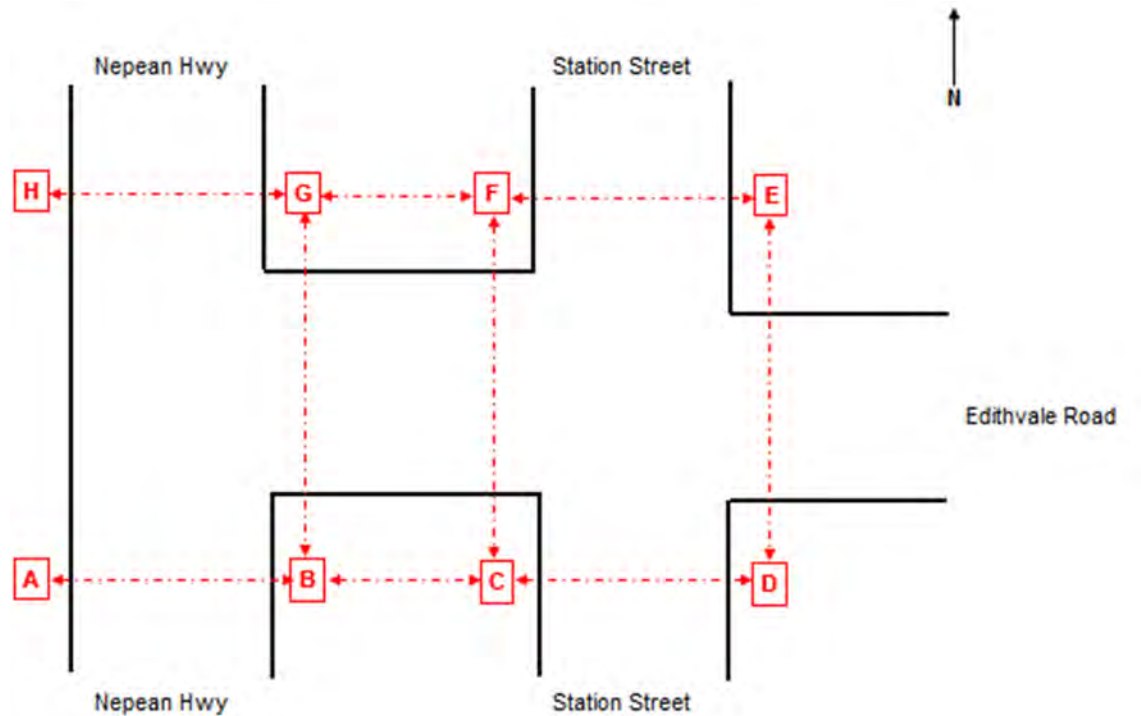 Nepean Hwy
Station Street
N
H
G
F
E
Edithvale Road
A
B
C
D
Nepean Hwy
Station Street